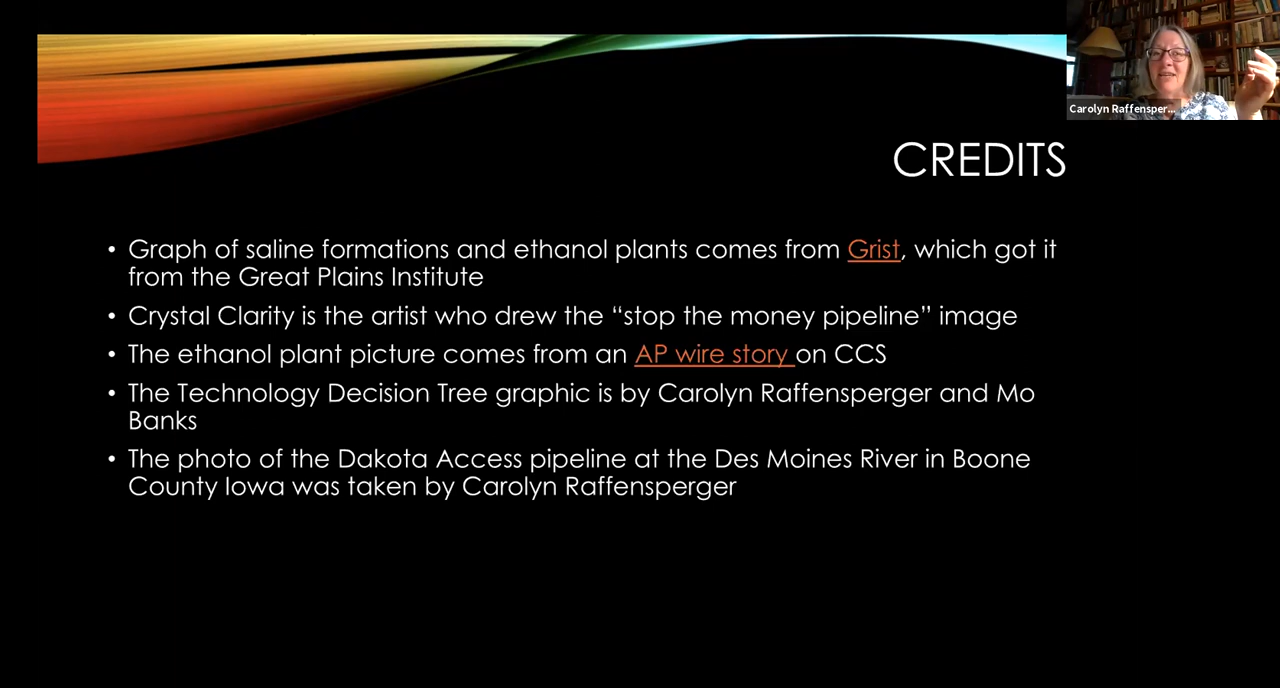 Carolyn Raffensper...
CREDITS
• Graph of saline formations and ethanol plants comes from Grist, which got it
from the Great Plains Institute
• Crystal Clarity is the artist who drew the “stop the money pipeline” image
• The ethanol plant picture comes from an AP wire story on CCS
• The Technology Decision Tree graphic is by Carolyn Raffensperger and Mo
Banks
• The photo of the Dakota Access pipeline at the Des Moines River in Boone
County Iowa was taken by Carolyn Raffensperger